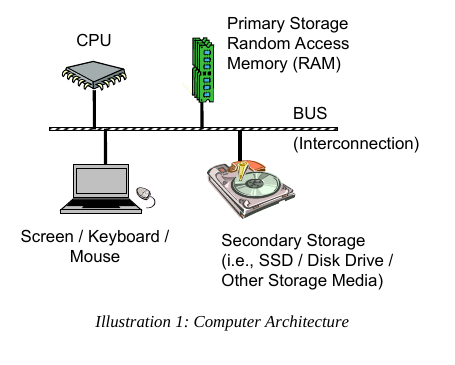 CPU
Primary Storage
Random Access
Memory (RAM)
BUS
(Interconnection)
Screen / Keyboard /
Mouse
Secondary Storage
(i.e., SSD / Disk Drive /
Other Storage Media)
Illustration 1: Computer Architecture